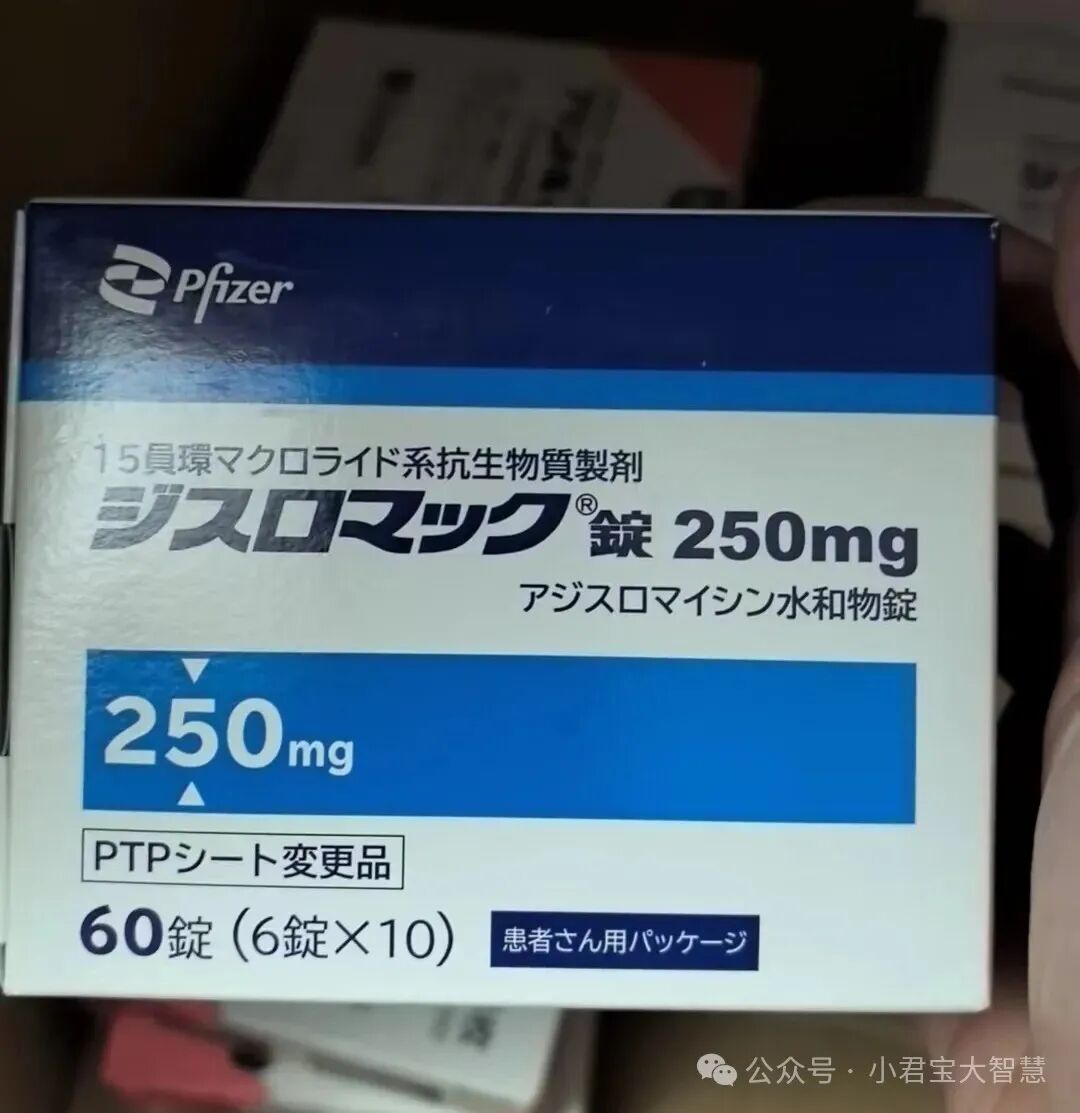 Pfizer
15員環マクロライド系抗生物質製剤
ジスロマック®錠 250mg
アジスロマイシン水和物錠
250mg
PTPシート変更品
60錠（6錠×10） 患者さん用パッケージ
公众号 · 小君宝大智慧